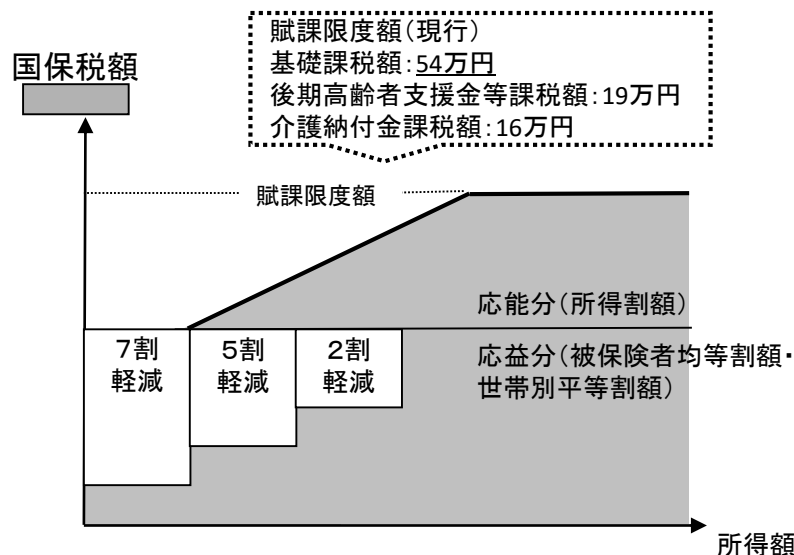 賦課限度額(現行)
基礎課税額:54万円
後期高齢者支援金等課税額:19万円
介護納付金課税額:16万円
国保税額
賦課限度額
応能分(所得割額)
7割
軽減
5割
軽減
2割
軽減
応益分(被保険者均等割額・
世帯別平等割額)
所得額